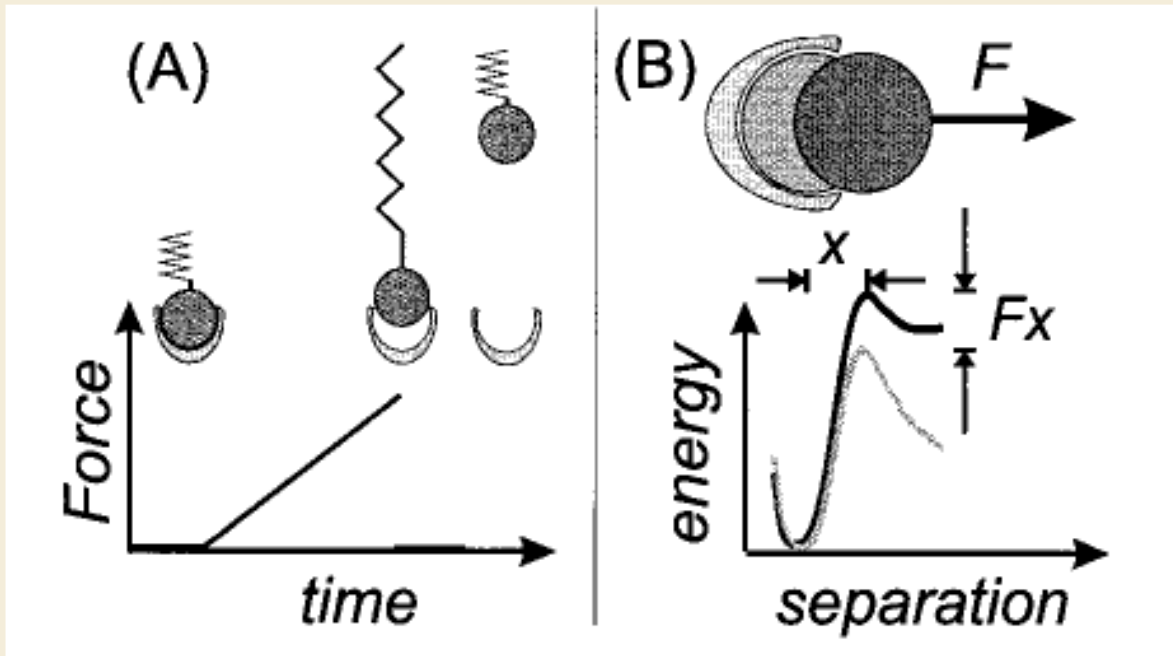 (A)
Force
time
(B)
F
x
Fx
energy
separation